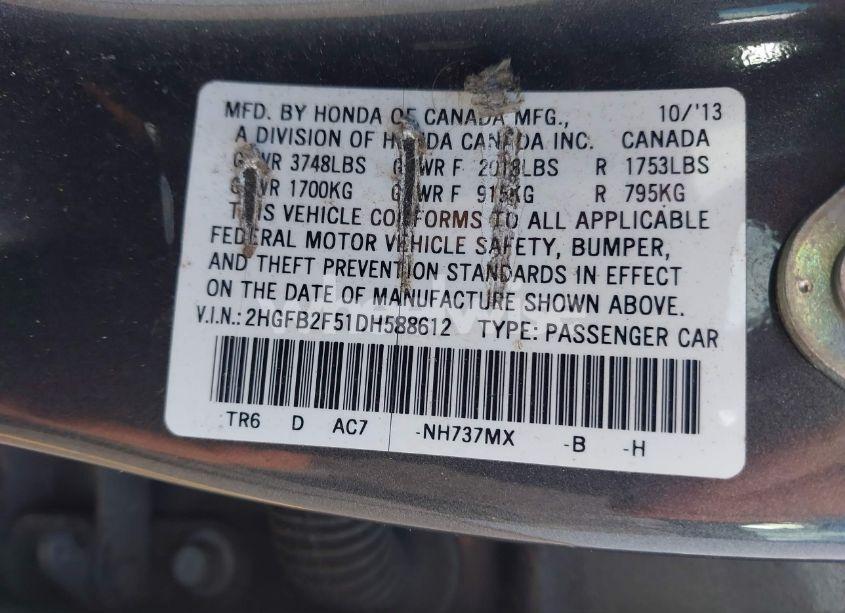 MFD. BY HONDA OF CANADA MFG., 10/'13
A DIVISION OF HONDA CANADA INC. CANADA
GVWR 3748LBS GAWR F 2018LBS R 1753LBS
GVWR 1700KG GAWR F 915KG R 795KG
THIS VEHICLE CONFORMS TO ALL APPLICABLE
FEDERAL MOTOR VEHICLE SAFETY, BUMPER,
AND THEFT PREVENTION STANDARDS IN EFFECT
ON THE DATE OF MANUFACTURE SHOWN ABOVE.
V.I.N.: 2HGFB2F51DH588612 TYPE: PASSENGER CAR
TR6 D AC7 -NH737MX -B -H